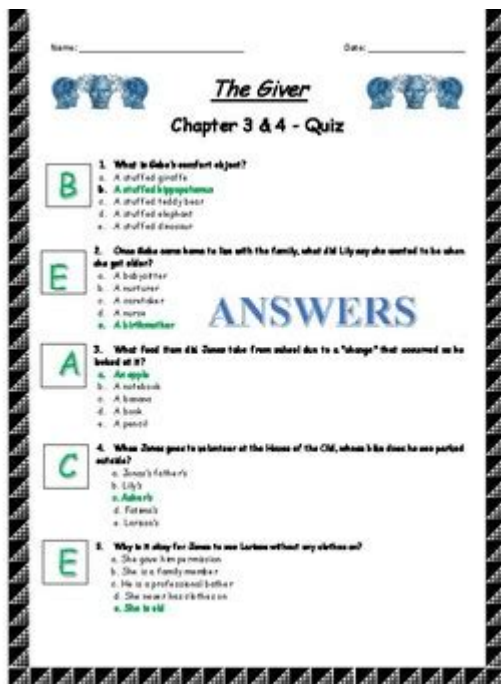 Name: Date:
The Giver
Chapter 3 & 4 - Quiz
B
1. What is Gabe's comfort object?
a. A stuffed giraffe
b. A stuffed hippopotamus
c. A stuffed teddy bear
d. A stuffed elephant
e. A stuffed dinosaur
E
2. Once Gabe came home to live with the family, what did Lily say she wanted to be when
she got older?
a. A babysitter
b. A nurturer
c. A caretaker
d. A nurse
e. A birthmother
ANSWERS
A
3. What food item did Jonas take from school due to a "change" that occurred as he
looked at it?
a. An apple
b. A notebook
c. A banana
d. A book
e. A pencil
C
4. When Jonas goes to volunteer at the House of the Old, whose bike does he see parked
outside?
a. Jonas's father's
b. Lily's
c. Asher's
d. Fiona's
e. Larissa's
E
5. Why is it okay for Jonas to see Larissa without any clothes on?
a. She gave him permission
b. She is a family member
c. He is a professional bather
d. She never has clothes on
e. She is old